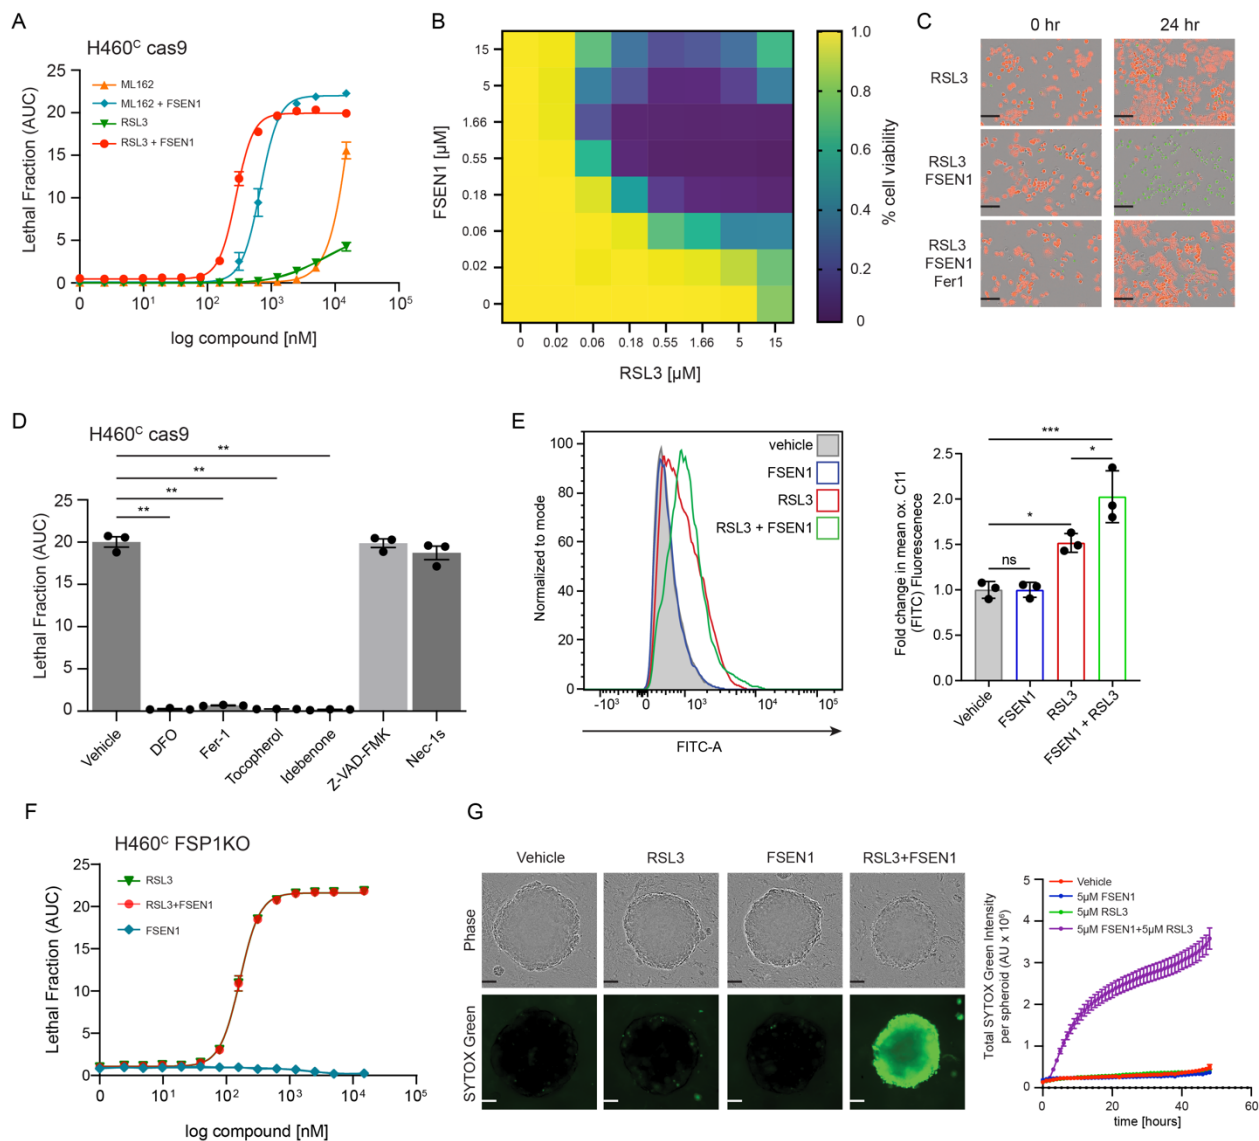 A
H460ᶜ cas9
Lethal Fraction (AUC)
25
20
15
10
5
0
ML162
ML162 + FSEN1
RSL3
RSL3 + FSEN1
0
10¹
10²
10³
10⁴
10⁵
log compound [nM]
B
FSEN1 [µM]
15
5
1.66
0.55
0.18
0.06
0.02
0
0
0.02
0.06
0.18
0.55
1.66
5
15
RSL3 [µM]
1.0
0.8
0.6
0.4
0.2
0
% cell viability
C
0 hr
24 hr
RSL3
RSL3
FSEN1
RSL3
FSEN1
Fer1
D
H460ᶜ cas9
**
**
**
**
Lethal Fraction (AUC)
25
20
15
10
5
0
Vehicle
DFO
Fer-1
Tocopherol
Idebenone
Z-VAD-FMK
Nec-1s
E
Normalized to mode
100
80
60
40
20
0
vehicle
FSEN1
RSL3
RSL3 + FSEN1
-10³
0
10³
10⁴
10⁵
FITC-A
Fold change in mean ox. C11
(FITC) Fluoresenece
2.5
2.0
1.5
1.0
0.5
0.0
***
*
*
ns
Vehicle
FSEN1
RSL3
FSEN1 + RSL3
F
H460ᶜ FSP1KO
Lethal Fraction (AUC)
25
20
15
10
5
0
RSL3
RSL3+FSEN1
FSEN1
0
10¹
10²
10³
10⁴
10⁵
log compound [nM]
G
Vehicle
RSL3
FSEN1
RSL3+FSEN1
Phase
SYTOX Green
Total SYTOX Green Intensity
per spheroid (AU x 10⁶)
5
4
3
2
1
0
Vehicle
5µM FSEN1
5µM RSL3
5µM FSEN1+5µM RSL3
0
20
40
60
time [hours]